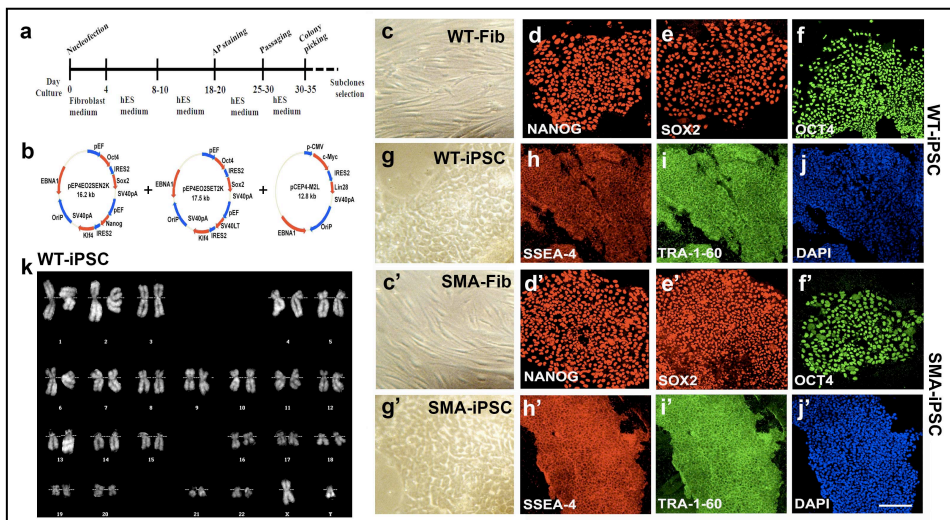 a
Nucleofection
AP staining
Passaging
Colony
picking
Day
Culture
0
4
8-10
18-20
25-30
30-35
Subclones
selection
Fibroblast
medium
hES
medium
hES
medium
hES
medium
hES
medium
b
pEF
Oct4
IRES2
Sox2
SV40pA
pEF
Nanog
IRES2
Klf4
SV40pA
OriP
EBNA1
pEP4EO2SEN2K
16.2 kb
+
pEF
Oct4
IRES2
Sox2
SV40pA
pEF
SV40LT
IRES2
Klf4
SV40pA
OriP
EBNA1
pEP4EO2SET2K
17.5 kb
+
p-CMV
c-Myc
IRES2
Lin28
SV40pA
OriP
EBNA1
pCEP4-M2L
12.8 kb
k
WT-iPSC
1 2 3 4 5
6 7 8 9 10 11 12
13 14 15 16 17 18
19 20 21 22 X Y
c
WT-Fib
d
NANOG
e
SOX2
f
OCT4
g
WT-iPSC
h
SSEA-4
i
TRA-1-60
j
DAPI
WT-iPSC
c’
SMA-Fib
d’
NANOG
e’
SOX2
f’
OCT4
g’
SMA-iPSC
h’
SSEA-4
i’
TRA-1-60
j’
DAPI
SMA-iPSC